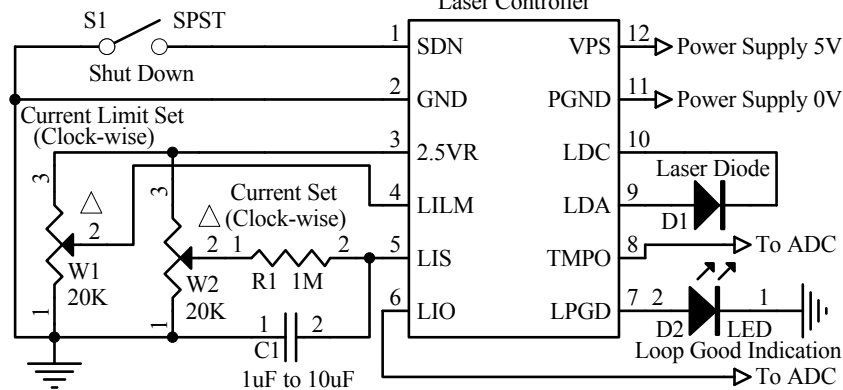 Laser Controller
S1 SPST
Shut Down
1 SDN VPS 12 Power Supply 5V
2 GND PGND 11 Power Supply 0V
Current Limit Set
(Clock-wise)
3 2.5VR LDC 10
Laser Diode
4 LILM LDA 9 D1
3 3
Current Set
(Clock-wise)
△ △
2 2 1 2 5 LIS TMPO 8 To ADC
W1 W2 R1 1M
20K 20K
6 LIO LPGD 7 2 1
D2 LED
Loop Good Indication
1 1
1 2
C1
1uF to 10uF
To ADC